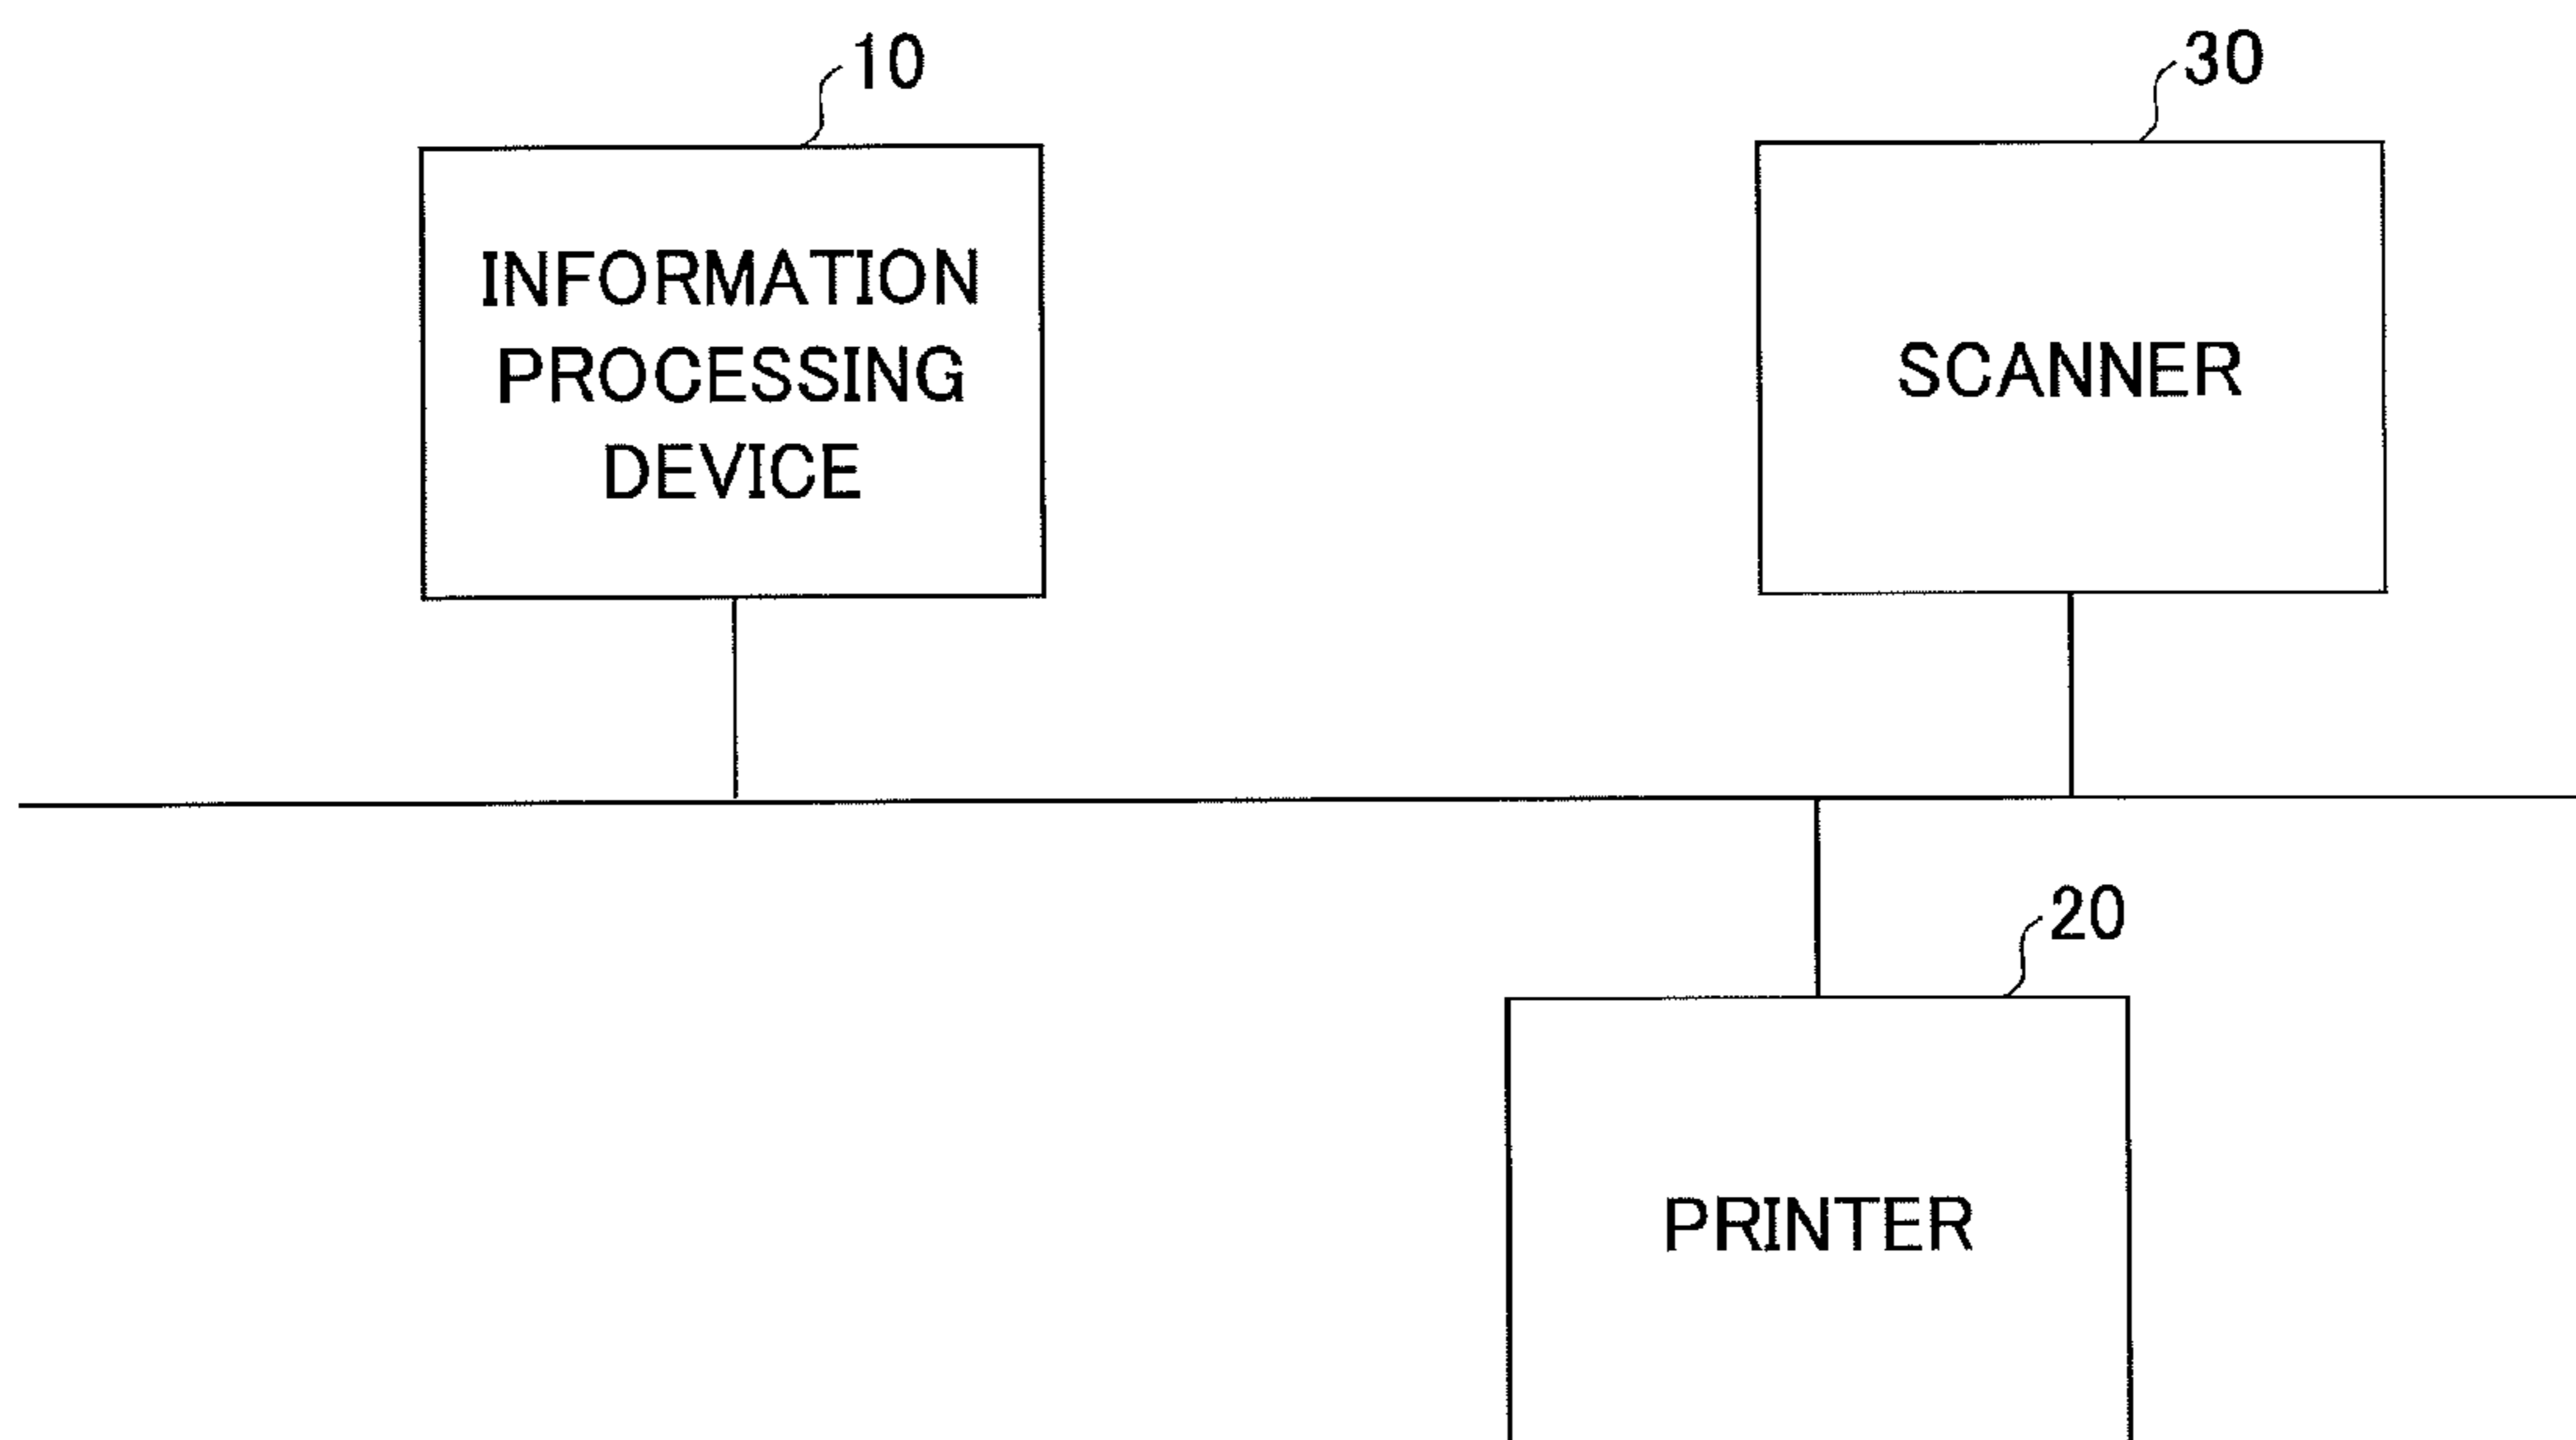 10
INFORMATION
PROCESSING
DEVICE
30
SCANNER
20
PRINTER